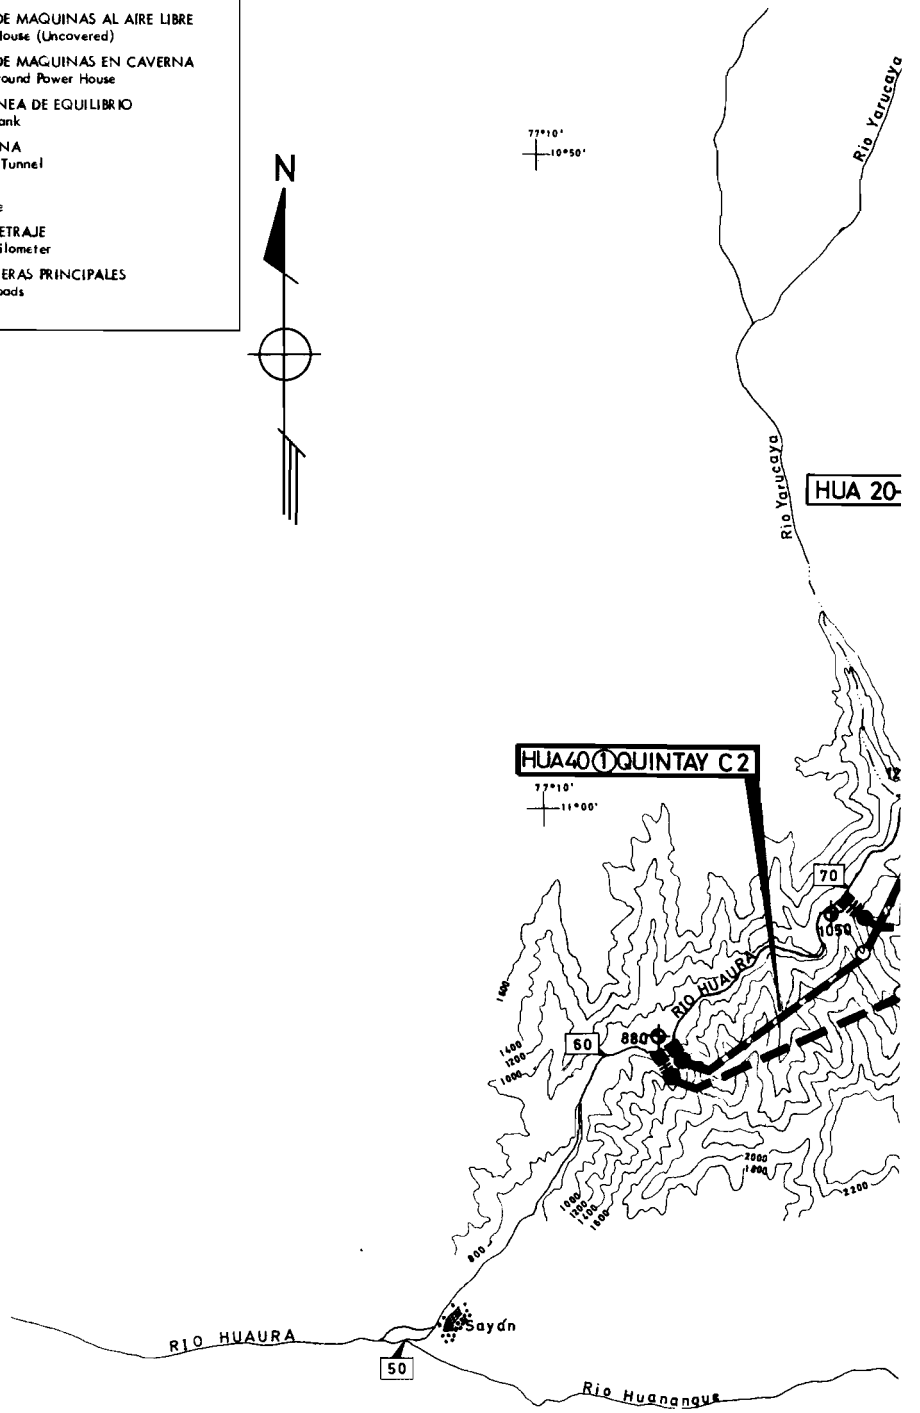 DE MAQUINAS AL AIRE LIBRE
House (Uncovered)
DE MAQUINAS EN CAVERNA
ound Power House
NEA DE EQUILIBRIO
ank
NA
Tunnel
e
ETRAJE
ilometer
ERAS PRINCIPALES
oads
N
77°10'
10°50'
Rio Yarucaya
Rio Yarucaya
HUA 20-
HUA40①QUINTAY C2
77°10'
11°00'
12
70
1050
RIO HUAURA
1600
60
880
1400
1200
1000
2000
1800
2200
1000
1200
1400
1600
800
Sayán
RIO HUAURA
50
Rio Huananque